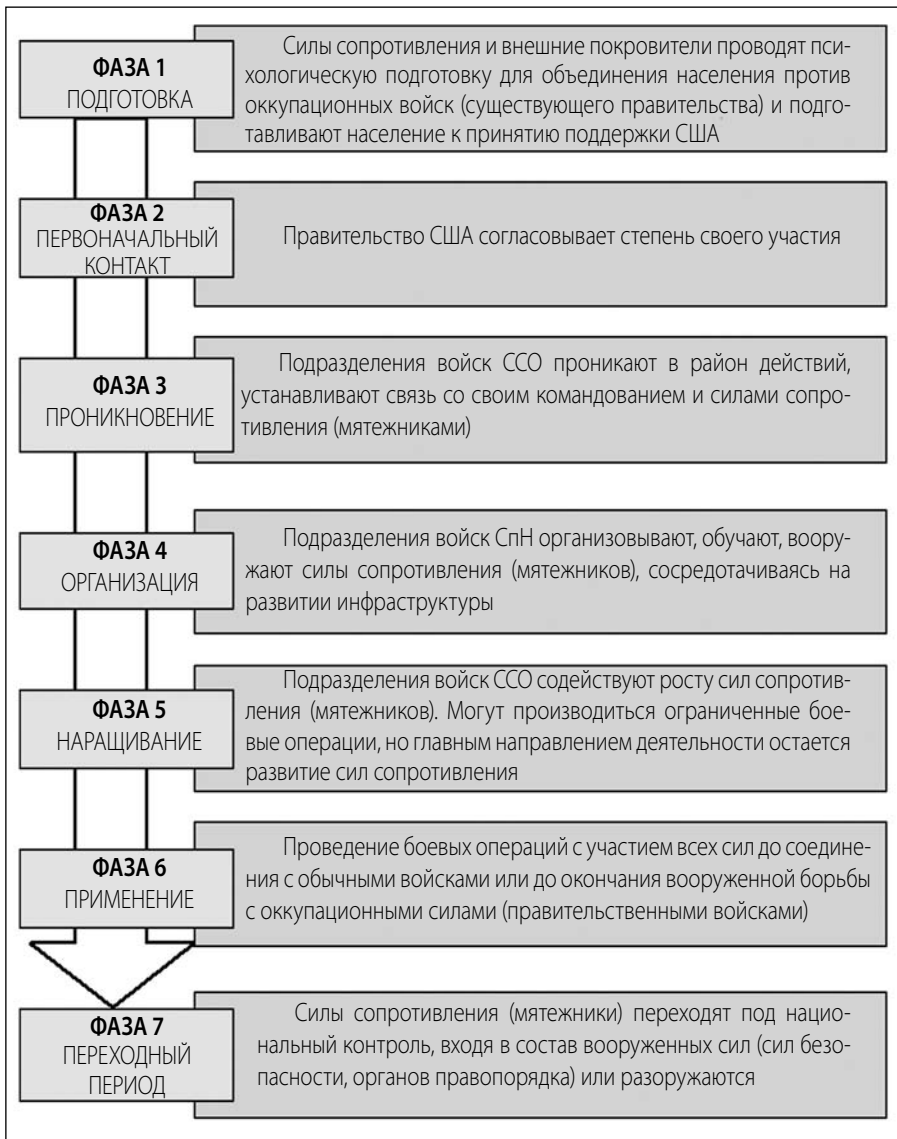 ФАЗА 1
ПОДГОТОВКА
Силы сопротивления и внешние покровители проводят пси-
хологическую подготовку для объединения населения против
оккупационных войск (существующего правительства) и подго-
тавливают население к принятию поддержки США
ФАЗА 2
ПЕРВОНАЧАЛЬНЫЙ
КОНТАКТ
Правительство США согласовывает степень своего участия
ФАЗА 3
ПРОНИКНОВЕНИЕ
Подразделения войск ССО проникают в район действий,
устанавливают связь со своим командованием и силами сопро-
тивления (мятежниками)
ФАЗА 4
ОРГАНИЗАЦИЯ
Подразделения войск СпН организовывают, обучают, воору-
жают силы сопротивления (мятежников), сосредотачиваясь на
развитии инфраструктуры
ФАЗА 5
НАРАЩИВАНИЕ
Подразделения войск ССО содействуют росту сил сопротив-
ления (мятежников). Могут производиться ограниченные бое-
вые операции, но главным направлением деятельности остается
развитие сил сопротивления
ФАЗА 6
ПРИМЕНЕНИЕ
Проведение боевых операций с участием всех сил до соедине-
ния с обычными войсками или до окончания вооруженной борьбы
с оккупационными силами (правительственными войсками)
ФАЗА 7
ПЕРЕХОДНЫЙ
ПЕРИОД
Силы сопротивления (мятежники) переходят под нацио-
нальный контроль, входя в состав вооруженных сил (сил безо-
пасности, органов правопорядка) или разоружаются